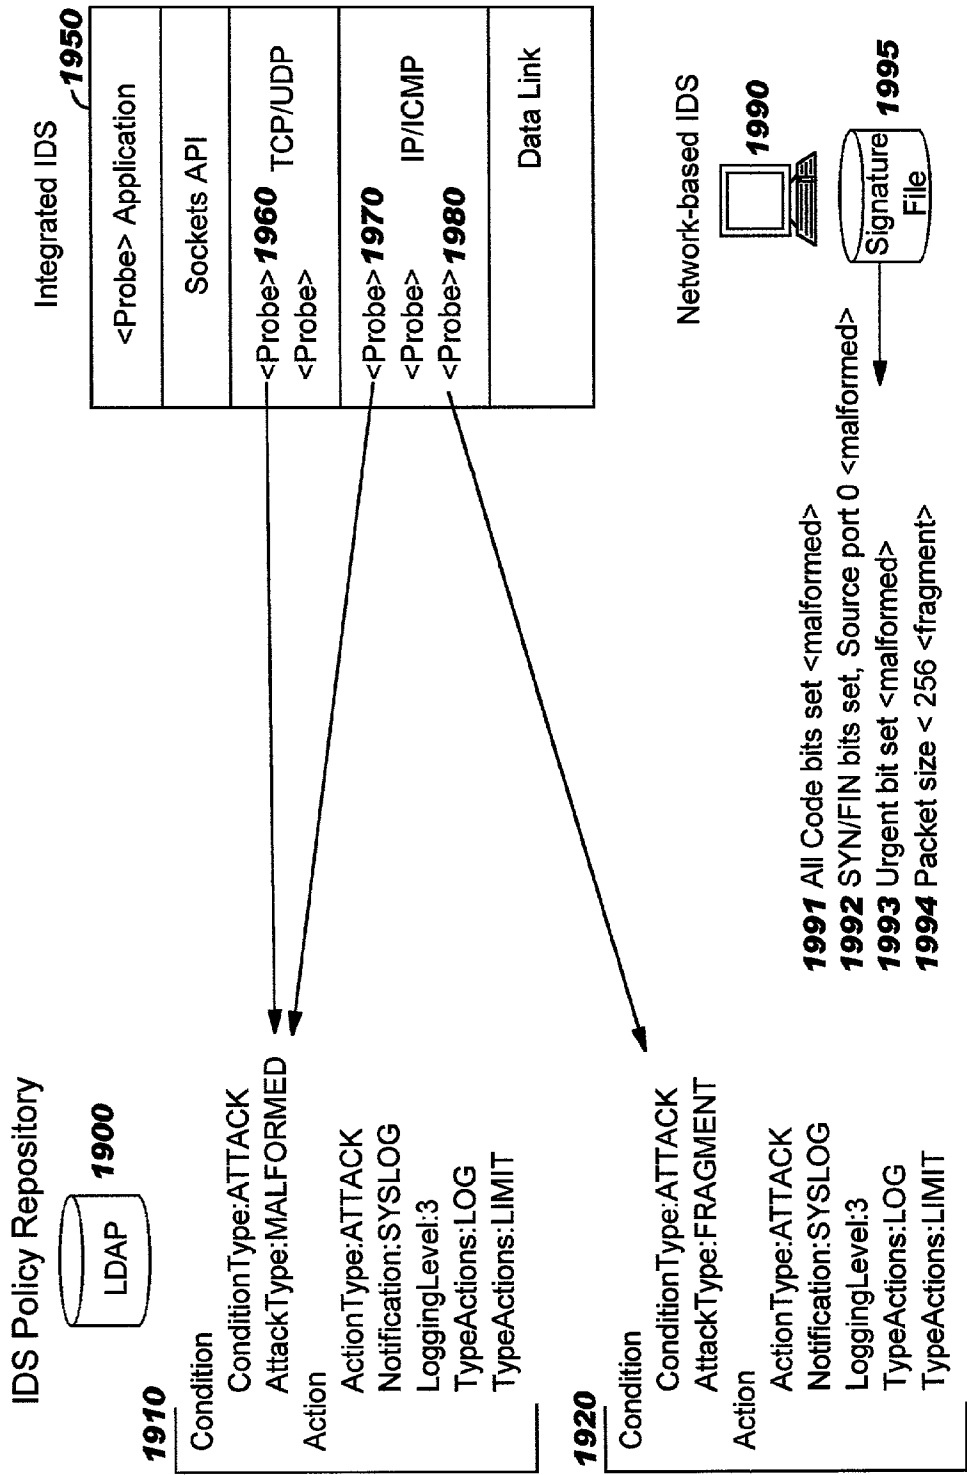 IDS Policy Repository
LDAP
1900
1910
Condition
ConditionType:ATTACK
AttackType:MALFORMED
Action
ActionType:ATTACK
Notification:SYSLOG
LoggingLevel:3
TypeActions:LOG
TypeActions:LIMIT
1920
Condition
ConditionType:ATTACK
AttackType:FRAGMENT
Action
ActionType:ATTACK
Notification:SYSLOG
LoggingLevel:3
TypeActions:LOG
TypeActions:LIMIT
Integrated IDS
1950
<Probe> Application
Sockets API
<Probe> 1960 TCP/UDP
<Probe>
<Probe> 1970
<Probe> IP/ICMP
<Probe> 1980
Data Link
Network-based IDS
1990
Signature
File
1995
1991 All Code bits set <malformed>
1992 SYN/FIN bits set, Source port 0 <malformed>
1993 Urgent bit set <malformed>
1994 Packet size < 256 <fragment>